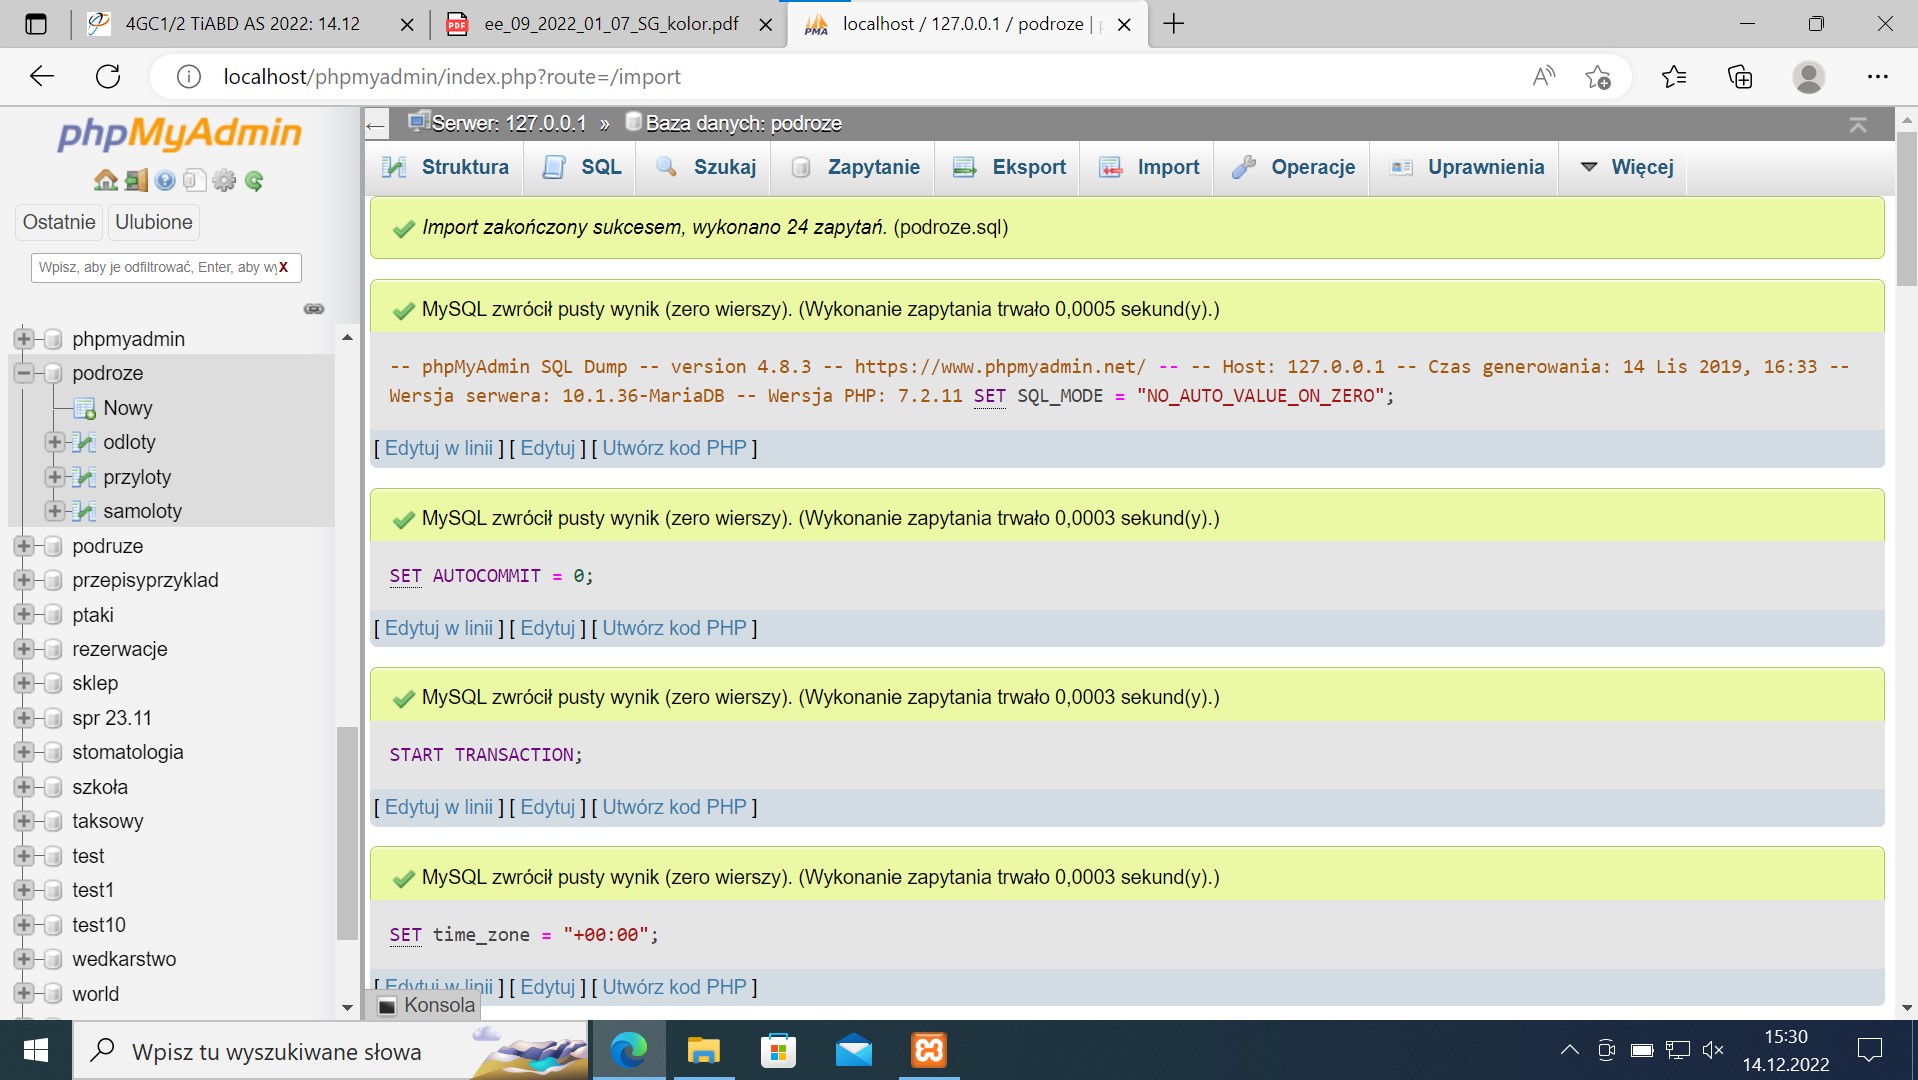 4GC1/2 TiABD AS 2022: 14.12
ee_09_2022_01_07_SG_kolor.pdf
localhost / 127.0.0.1 / podroze |
localhost/phpmyadmin/index.php?route=/import
phpMyAdmin
Ostatnie
Ulubione
Wpisz, aby je odfiltrować, Enter, aby wy
X
phpmyadmin
podroze
Nowy
odloty
przyloty
samoloty
podruze
przepisyprzyklad
ptaki
rezerwacje
sklep
spr 23.11
stomatologia
szkoła
taksowy
test
test1
test10
wedkarstwo
world
Serwer: 127.0.0.1 » Baza danych: podroze
Struktura SQL Szukaj Zapytanie Eksport Import Operacje Uprawnienia Więcej
Import zakończony sukcesem, wykonano 24 zapytań. (podroze.sql)
MySQL zwrócił pusty wynik (zero wierszy). (Wykonanie zapytania trwało 0,0005 sekund(y).)
-- phpMyAdmin SQL Dump -- version 4.8.3 -- https://www.phpmyadmin.net/ -- -- Host: 127.0.0.1 -- Czas generowania: 14 Lis 2019, 16:33 --
Wersja serwera: 10.1.36-MariaDB -- Wersja PHP: 7.2.11 SET SQL_MODE = "NO_AUTO_VALUE_ON_ZERO";
[ Edytuj w linii ] [ Edytuj ] [ Utwórz kod PHP ]
MySQL zwrócił pusty wynik (zero wierszy). (Wykonanie zapytania trwało 0,0003 sekund(y).)
SET AUTOCOMMIT = 0;
[ Edytuj w linii ] [ Edytuj ] [ Utwórz kod PHP ]
MySQL zwrócił pusty wynik (zero wierszy). (Wykonanie zapytania trwało 0,0003 sekund(y).)
START TRANSACTION;
[ Edytuj w linii ] [ Edytuj ] [ Utwórz kod PHP ]
MySQL zwrócił pusty wynik (zero wierszy). (Wykonanie zapytania trwało 0,0003 sekund(y).)
SET time_zone = "+00:00";
[ Edytuj w linii ] [ Edytuj ] [ Utwórz kod PHP ]
Konsola
Wpisz tu wyszukiwane słowa
15:30
14.12.2022